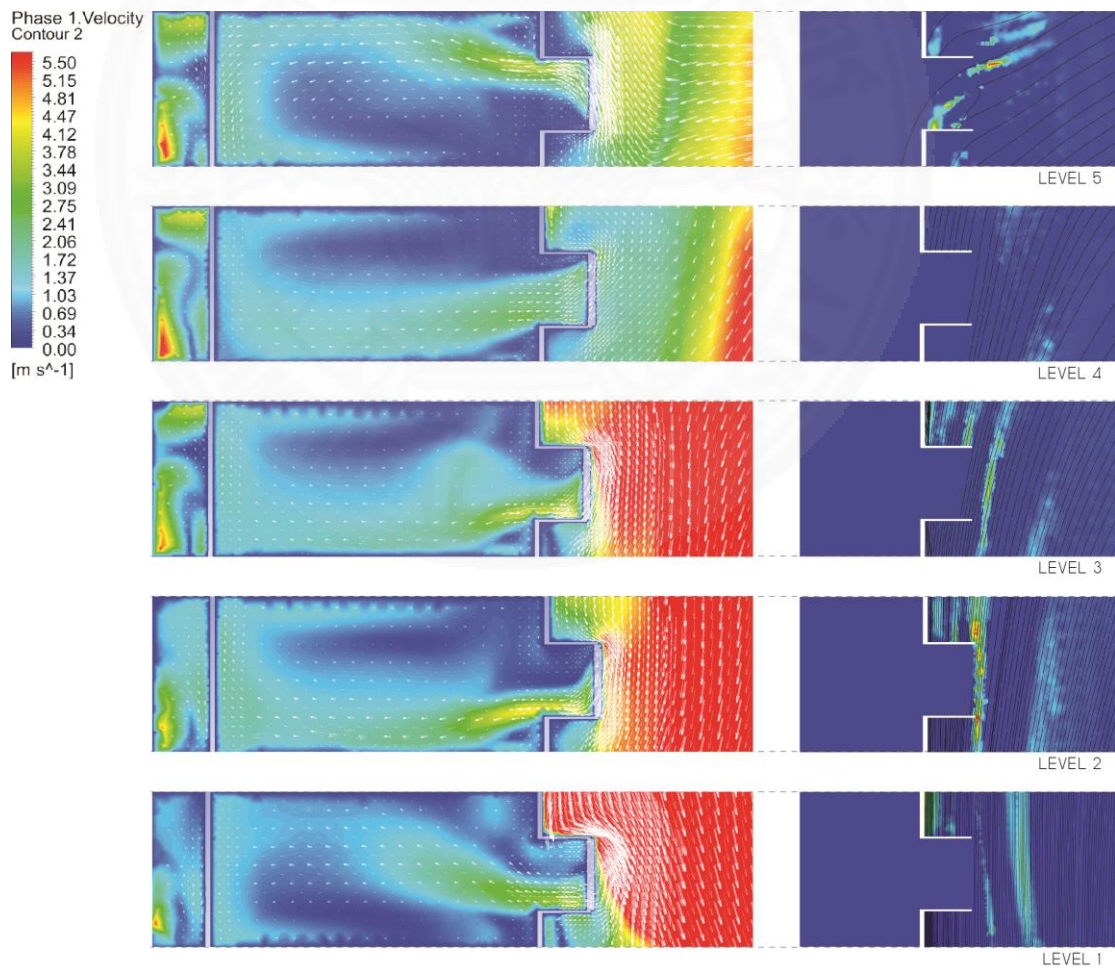 Phase 1.Velocity
Contour 2
5.50
5.15
4.81
4.47
4.12
3.78
3.44
3.09
2.75
2.41
2.06
1.72
1.37
1.03
0.69
0.34
0.00
[m s^-1]
LEVEL 5
LEVEL 4
LEVEL 3
LEVEL 2
LEVEL 1